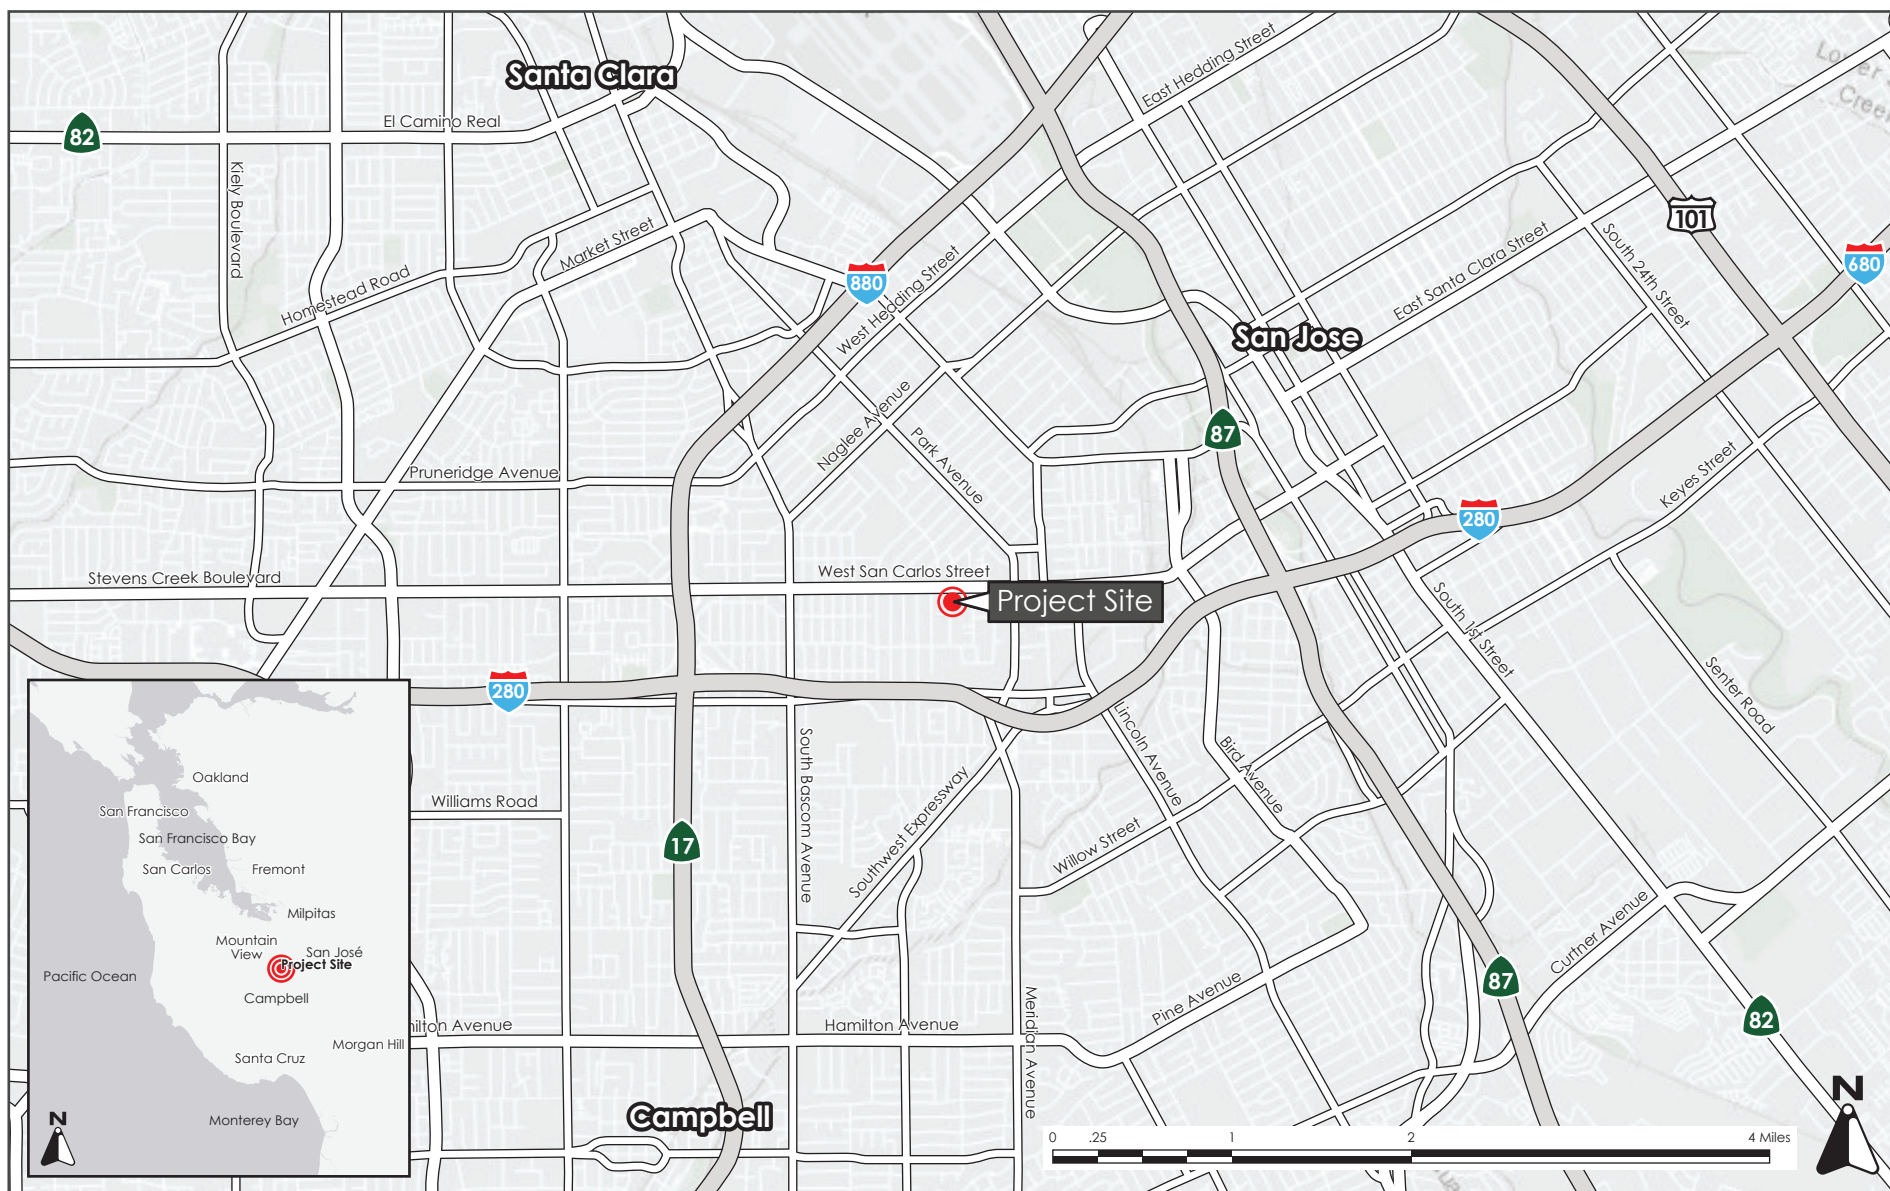 Santa Clara
East Hedding Street
Lower
Creek
El Camino Real
82
Kiely Boulevard
101
Market Street
South 24th Street
East Santa Clara Street
680
Homestead Road
880
West Hedding Street
San Jose
Naglee Avenue
Park Avenue
87
Pruneridge Avenue
Keyes Street
280
Stevens Creek Boulevard
West San Carlos Street
Project Site
South 1st Street
Senter Road
280
Lincoln Avenue
Bird Avenue
South Bascom Avenue
Southwest Expressway
Williams Road
17
Willow Street
Curtner Avenue
87
Pine Avenue
82
Meridian Avenue
milton Avenue
Hamilton Avenue
Campbell
Oakland
San Francisco
San Francisco Bay
San Carlos
Fremont
Milpitas
Mountain
View
San José
Project Site
Pacific Ocean
Campbell
Morgan Hill
Santa Cruz
Monterey Bay
N
0 .25 1 2 4 Miles
N